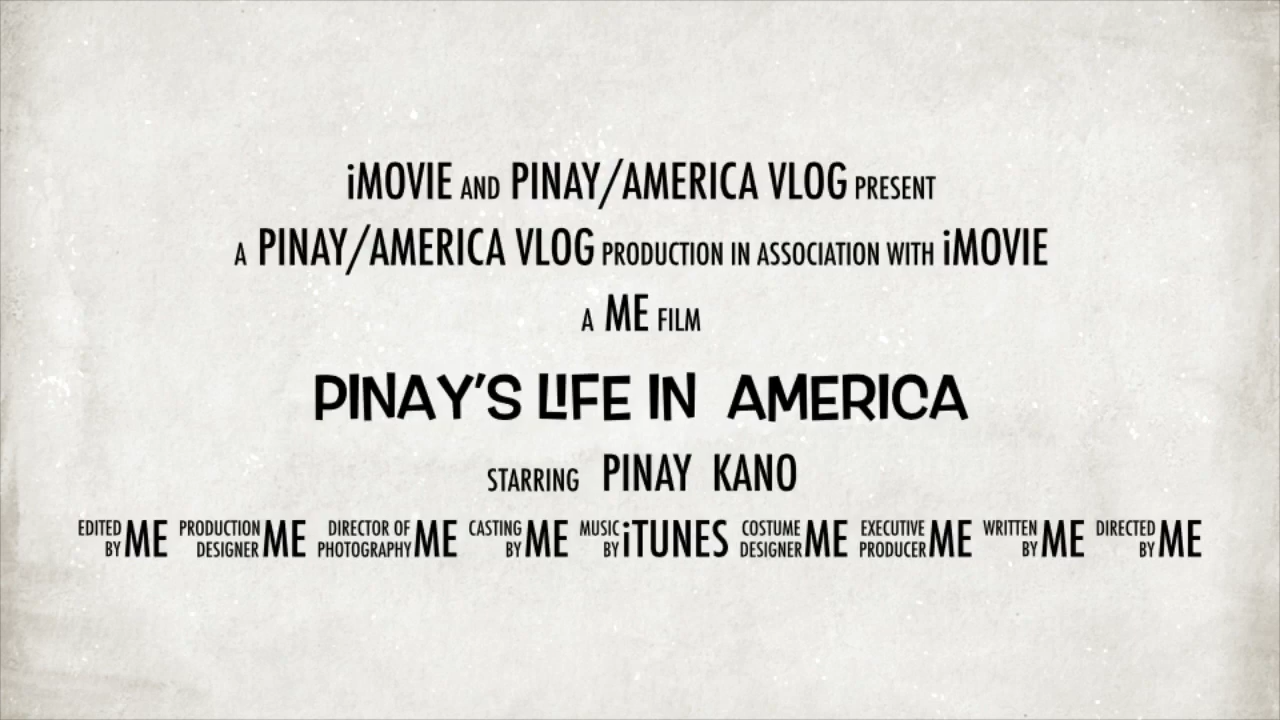 iMOVIE AND PINAY/AMERICA VLOG PRESENT
A PINAY/AMERICA VLOG PRODUCTION IN ASSOCIATION WITH iMOVIE
A ME FILM
PINAY'S LIFE IN AMERICA
STARRING PINAY KANO
EDITED BY ME PRODUCTION DESIGNER ME DIRECTOR OF PHOTOGRAPHY ME CASTING BY ME MUSIC BY iTUNES COSTUME DESIGNER ME EXECUTIVE PRODUCER ME WRITTEN BY ME DIRECTED BY ME